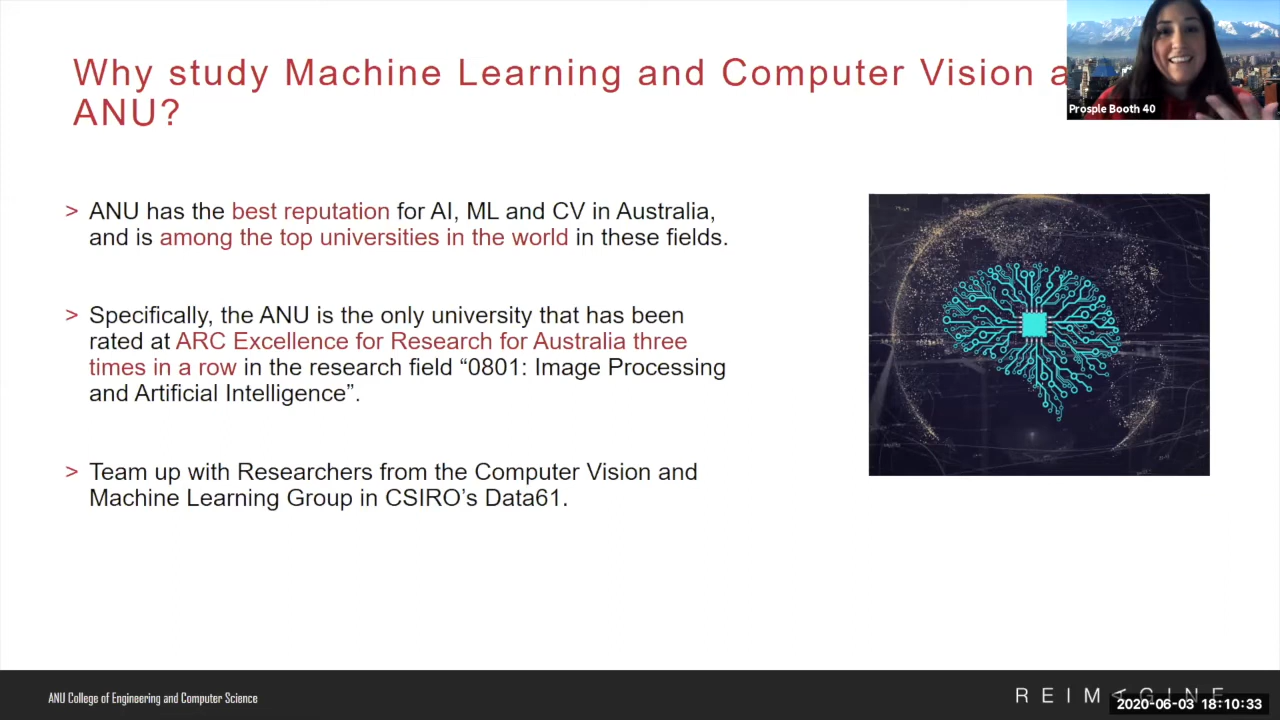 Why study Machine Learning and Computer Vision a
ANU?
Prosple Booth 40
> ANU has the best reputation for AI, ML and CV in Australia,
and is among the top universities in the world in these fields.
> Specifically, the ANU is the only university that has been
rated at ARC Excellence for Research for Australia three
times in a row in the research field “0801: Image Processing
and Artificial Intelligence”.
> Team up with Researchers from the Computer Vision and
Machine Learning Group in CSIRO’s Data61.
ANU College of Engineering and Computer Science
REIMAGINE
2020-06-03 18:10:33